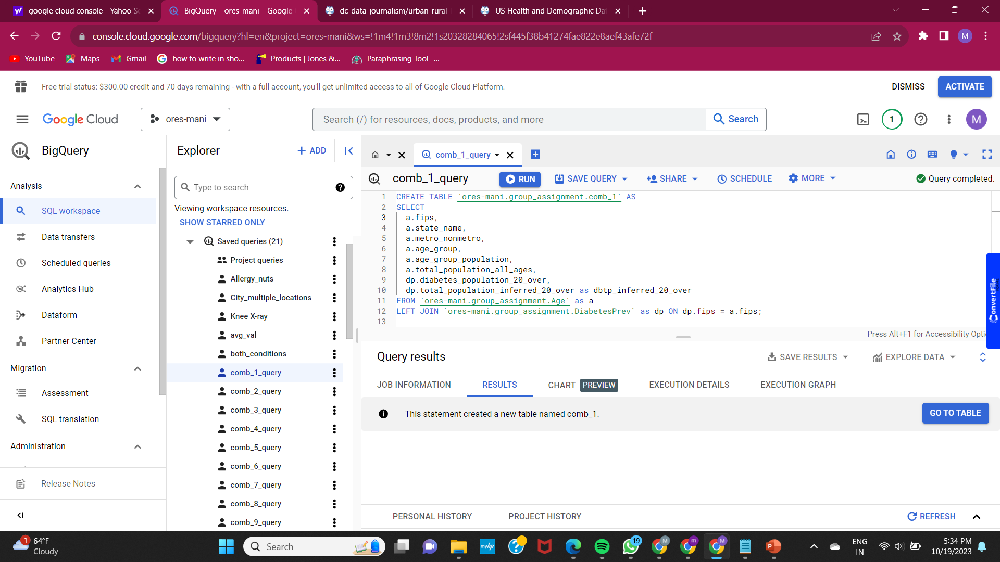 google cloud console - Yahoo Se
BigQuery – ores-mani – Google
dc-data-journalism/urban-rural-
US Health and Demographic Da
console.cloud.google.com/bigquery?hl=en&project=ores-mani&ws=!1m4!1m3!8m2!1s20328284065!2sf445f38b41274fae822e8aef43afe72f
M
YouTube
Maps
Gmail
how to write in sho...
Products | Jones &...
Paraphrasing Tool -...
Free trial status: $300.00 credit and 70 days remaining - with a full account, you'll get unlimited access to all of Google Cloud Platform.
DISMISS
ACTIVATE
Google Cloud
ores-mani
Search (/) for resources, docs, products, and more
Search
1
M
BigQuery
Analysis
SQL workspace
Data transfers
Scheduled queries
Analytics Hub
Dataform
Partner Center
Migration
Assessment
SQL translation
Administration
Release Notes
Explorer
+ ADD
Type to search
Viewing workspace resources.
SHOW STARRED ONLY
Saved queries (21)
Project queries
Allergy_nuts
City_multiple_locations
Knee X-ray
avg_val
both_conditions
comb_1_query
comb_2_query
comb_3_query
comb_4_query
comb_5_query
comb_6_query
comb_7_query
comb_8_query
comb_9_query
comb_1_query
comb_1_query
RUN
SAVE QUERY
SHARE
SCHEDULE
MORE
Query completed.
1 CREATE TABLE `ores-mani.group_assignment.comb_1` AS
2 SELECT
3 a.fips,
4 a.state_name,
5 a.metro_nonmetro,
6 a.age_group,
7 a.age_group_population,
8 a.total_population_all_ages,
9 dp.diabetes_population_20_over,
10 dp.total_population_inferred_20_over as dbtp_inferred_20_over
11 FROM `ores-mani.group_assignment.Age` as a
12 LEFT JOIN `ores-mani.group_assignment.DiabetesPrev` as dp ON dp.fips = a.fips;
13
Press Alt+F1 for Accessibility Opti
ConvertFile
Query results
SAVE RESULTS
EXPLORE DATA
JOB INFORMATION
RESULTS
CHART PREVIEW
EXECUTION DETAILS
EXECUTION GRAPH
This statement created a new table named comb_1.
GO TO TABLE
PERSONAL HISTORY
PROJECT HISTORY
REFRESH
1
64°F
Cloudy
Search
myhp
19
M
m
M
P
ENG
IN
5:34 PM
10/19/2023